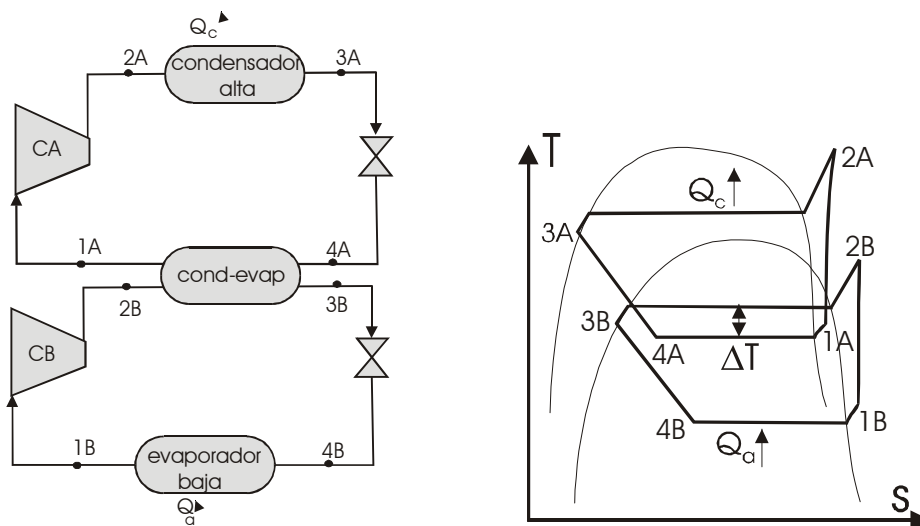 Qc
2A
condensador
alta
3A
CA
1A
cond-evap
4A
2B
3B
CB
1B
evaporador
baja
4B
Qa
T
2A
Qc
3A
2B
3B
4A
ΔT
1A
4B
Qa
1B
S